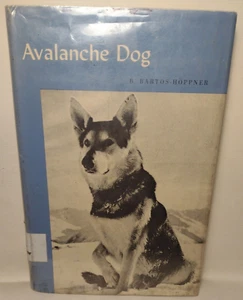 Avalanche Dog
B. BARTOS-HÖPPNER